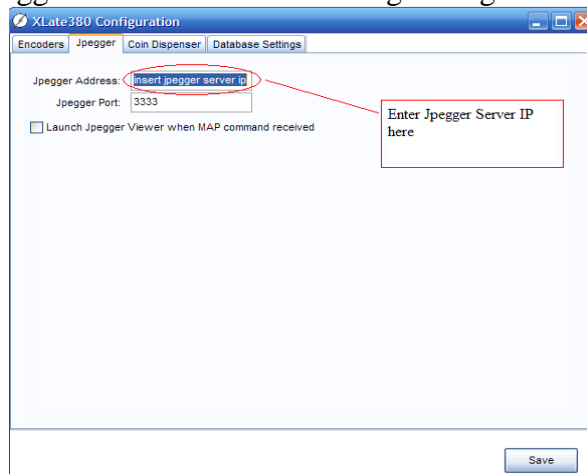 XLate380 Configuration
Encoders Jpegger Coin Dispenser Database Settings
Jpegger Address: insert jpegger server ip
Jpegger Port: 3333
Launch Jpegger Viewer when MAP command received
Enter Jpegger Server IP
here
Save